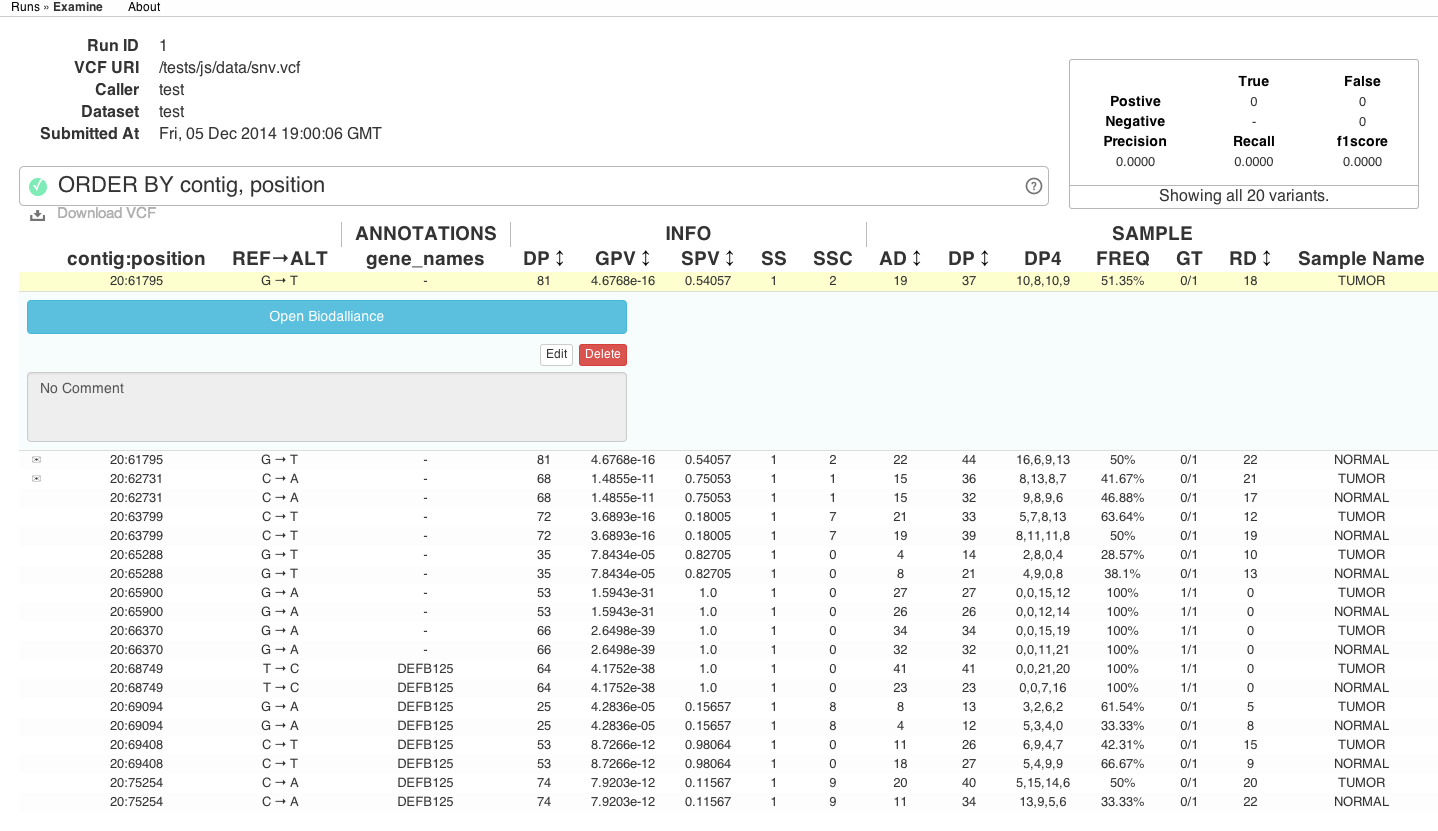 Runs » Examine About
Run ID 1
VCF URI /tests/js/data/snv.vcf
Caller test
Dataset test
Submitted At Fri, 05 Dec 2014 19:00:06 GMT
True False
Postive 0 0
Negative - 0
Precision Recall f1score
0.0000 0.0000 0.0000
Showing all 20 variants.
ORDER BY contig, position
Download VCF
ANNOTATIONS INFO SAMPLE
contig:position REF→ALT gene_names DP ↕ GPV ↕ SPV ↕ SS SSC AD ↕ DP ↕ DP4 FREQ GT RD ↕ Sample Name
20:61795 G → T - 81 4.6768e-16 0.54057 1 2 19 37 10,8,10,9 51.35% 0/1 18 TUMOR
Open Biodalliance
Edit Delete
No Comment
20:61795 G → T - 81 4.6768e-16 0.54057 1 2 22 44 16,6,9,13 50% 0/1 22 NORMAL
20:62731 C → A - 68 1.4855e-11 0.75053 1 1 15 36 8,13,8,7 41.67% 0/1 21 TUMOR
20:62731 C → A - 68 1.4855e-11 0.75053 1 1 15 32 9,8,9,6 46.88% 0/1 17 NORMAL
20:63799 C → T - 72 3.6893e-16 0.18005 1 7 21 33 5,7,8,13 63.64% 0/1 12 TUMOR
20:63799 C → T - 72 3.6893e-16 0.18005 1 7 19 39 8,11,11,8 50% 0/1 19 NORMAL
20:65288 G → T - 35 7.8434e-05 0.82705 1 0 4 14 2,8,0,4 28.57% 0/1 10 TUMOR
20:65288 G → T - 35 7.8434e-05 0.82705 1 0 8 21 4,9,0,8 38.1% 0/1 13 NORMAL
20:65900 G → A - 53 1.5943e-31 1.0 1 0 27 27 0,0,15,12 100% 1/1 0 TUMOR
20:65900 G → A - 53 1.5943e-31 1.0 1 0 26 26 0,0,12,14 100% 1/1 0 NORMAL
20:66370 G → A - 66 2.6498e-39 1.0 1 0 34 34 0,0,15,19 100% 1/1 0 TUMOR
20:66370 G → A - 66 2.6498e-39 1.0 1 0 32 32 0,0,11,21 100% 1/1 0 NORMAL
20:68749 T → C DEFB125 64 4.1752e-38 1.0 1 0 41 41 0,0,21,20 100% 1/1 0 TUMOR
20:68749 T → C DEFB125 64 4.1752e-38 1.0 1 0 23 23 0,0,7,16 100% 1/1 0 NORMAL
20:69094 G → A DEFB125 25 4.2836e-05 0.15657 1 8 8 13 3,2,6,2 61.54% 0/1 5 TUMOR
20:69094 G → A DEFB125 25 4.2836e-05 0.15657 1 8 4 12 5,3,4,0 33.33% 0/1 8 NORMAL
20:69408 C → T DEFB125 53 8.7266e-12 0.98064 1 0 11 26 6,9,4,7 42.31% 0/1 15 TUMOR
20:69408 C → T DEFB125 53 8.7266e-12 0.98064 1 0 18 27 5,4,9,9 66.67% 0/1 9 NORMAL
20:75254 C → A DEFB125 74 7.9203e-12 0.11567 1 9 20 40 5,15,14,6 50% 0/1 20 TUMOR
20:75254 C → A DEFB125 74 7.9203e-12 0.11567 1 9 11 34 13,9,5,6 33.33% 0/1 22 NORMAL